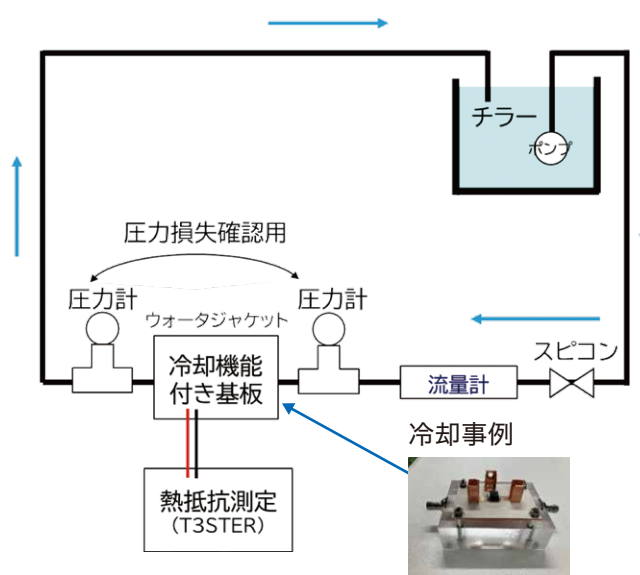 チラー
ポンプ
圧力損失確認用
圧力計
圧力計
ウォータジャケット
冷却機能
付き基板
スピコン
流量計
冷却事例
熱抵抗測定
(T3STER)